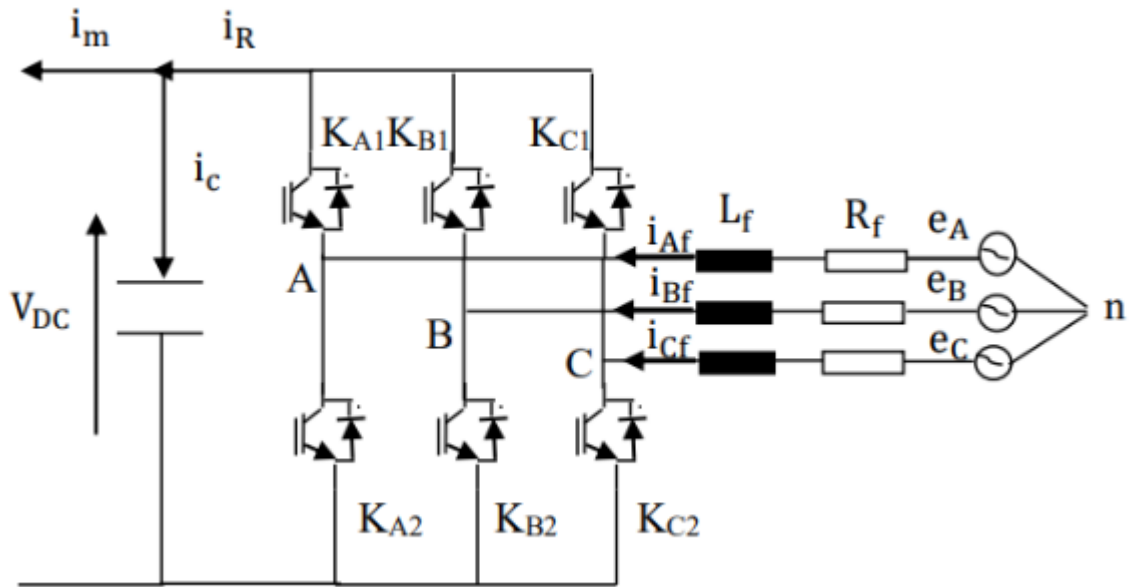 i_m
i_R
K_A1 K_B1
K_C1
i_c
L_f
R_f
e_A
i_Af
A
V_DC
i_Bf
e_B
n
B
i_Cf
e_C
C
K_A2
K_B2
K_C2